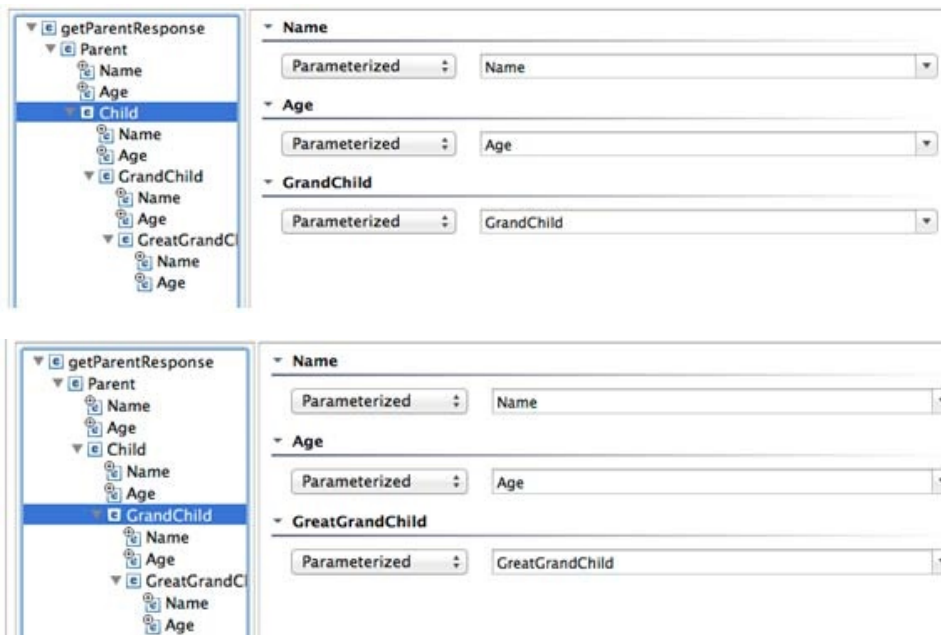 getParentResponse
Parent
Name
Age
Child
Name
Age
GrandChild
Name
Age
GreatGrandCl
Name
Age
Name
Parameterized Name
Age
Parameterized Age
GrandChild
Parameterized GrandChild
getParentResponse
Parent
Name
Age
Child
Name
Age
GrandChild
Name
Age
GreatGrandCl
Name
Age
Name
Parameterized Name
Age
Parameterized Age
GreatGrandChild
Parameterized GreatGrandChild